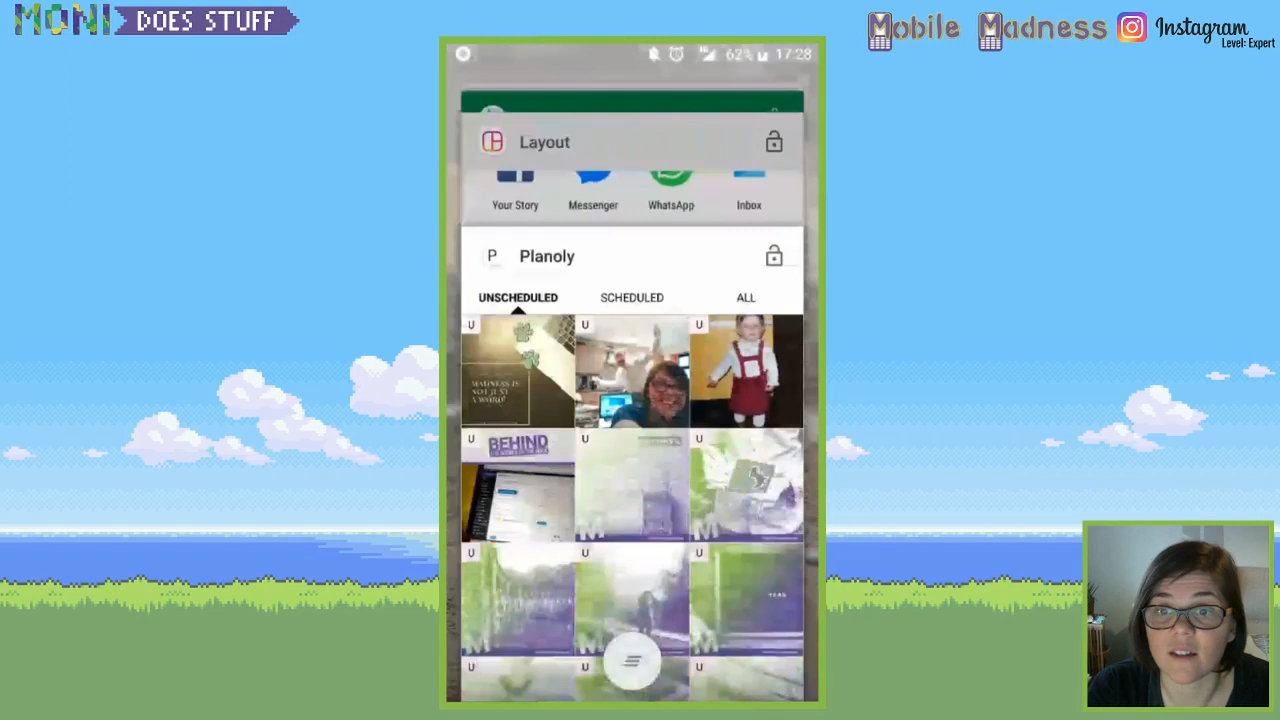 MONI DOES STUFF
Mobile Madness Instagram
Level: Expert
62% 17:28
Layout
Your Story Messenger WhatsApp Inbox
P Planoly
UNSCHEDULED SCHEDULED ALL
U U U
MADNESS IS
NOT JUST
A WORD
U BEHIND U U
U U U
YEAR
U U U